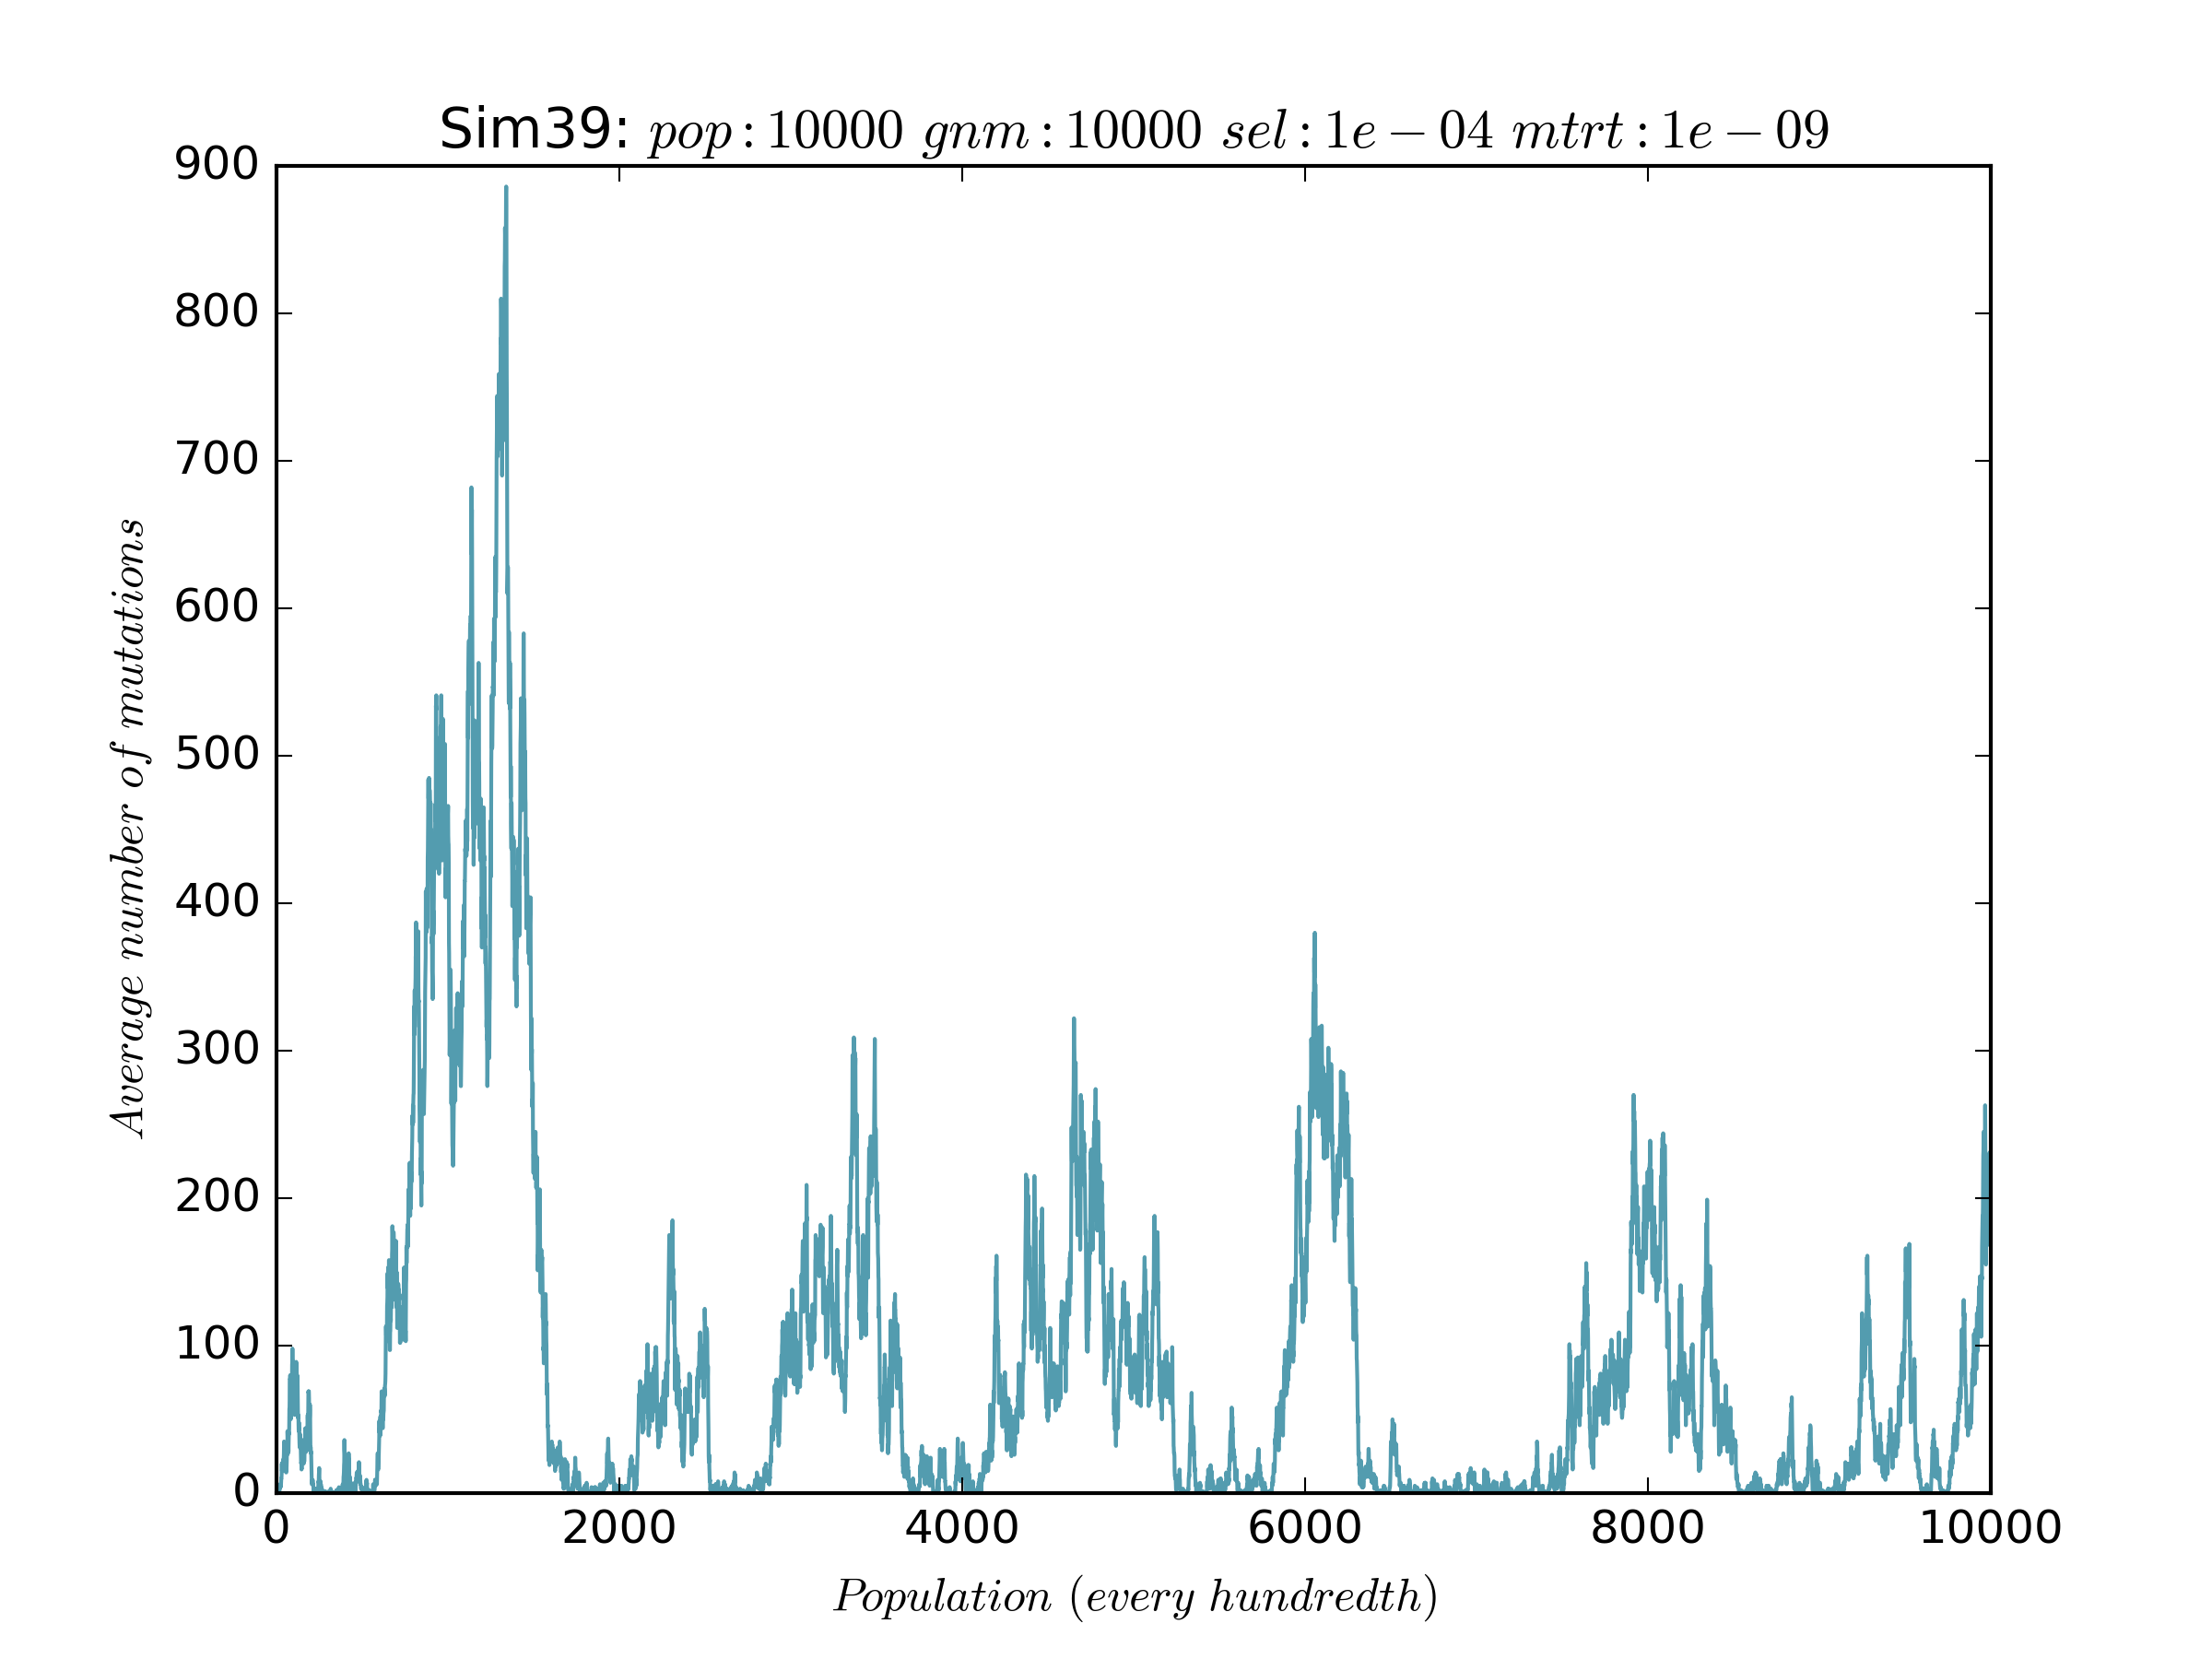 Sim39: pop : 10000 gnm : 10000 sel : 1e − 04 mtrt : 1e − 09
900
800
700
600
500
400
300
200
100
0
Average number of mutations
0 2000 4000 6000 8000 10000
Population (every hundredth)